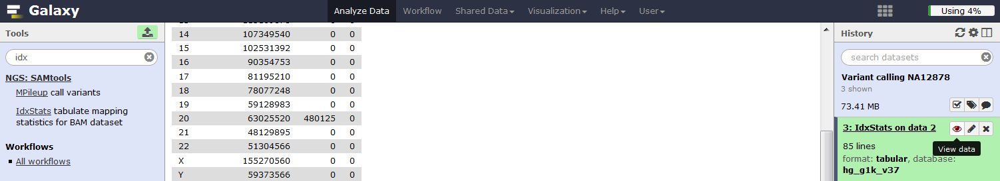 Galaxy
Analyze Data Workflow Shared Data Visualization Help User
Using 4%
Tools
idx
NGS: SAMtools
MPileup call variants
IdxStats tabulate mapping
statistics for BAM dataset
Workflows
All workflows
14 107349540 0 0
15 102531392 0 0
16 90354753 0 0
17 81195210 0 0
18 78077248 0 0
19 59128983 0 0
20 63025520 480125 0
21 48129895 0 0
22 51304566 0 0
X 155270560 0 0
Y 59373566 0 0
History
search datasets
Variant calling NA12878
3 shown
73.41 MB
3: IdxStats on data 2
View data
85 lines
format: tabular, database:
hg_g1k_v37